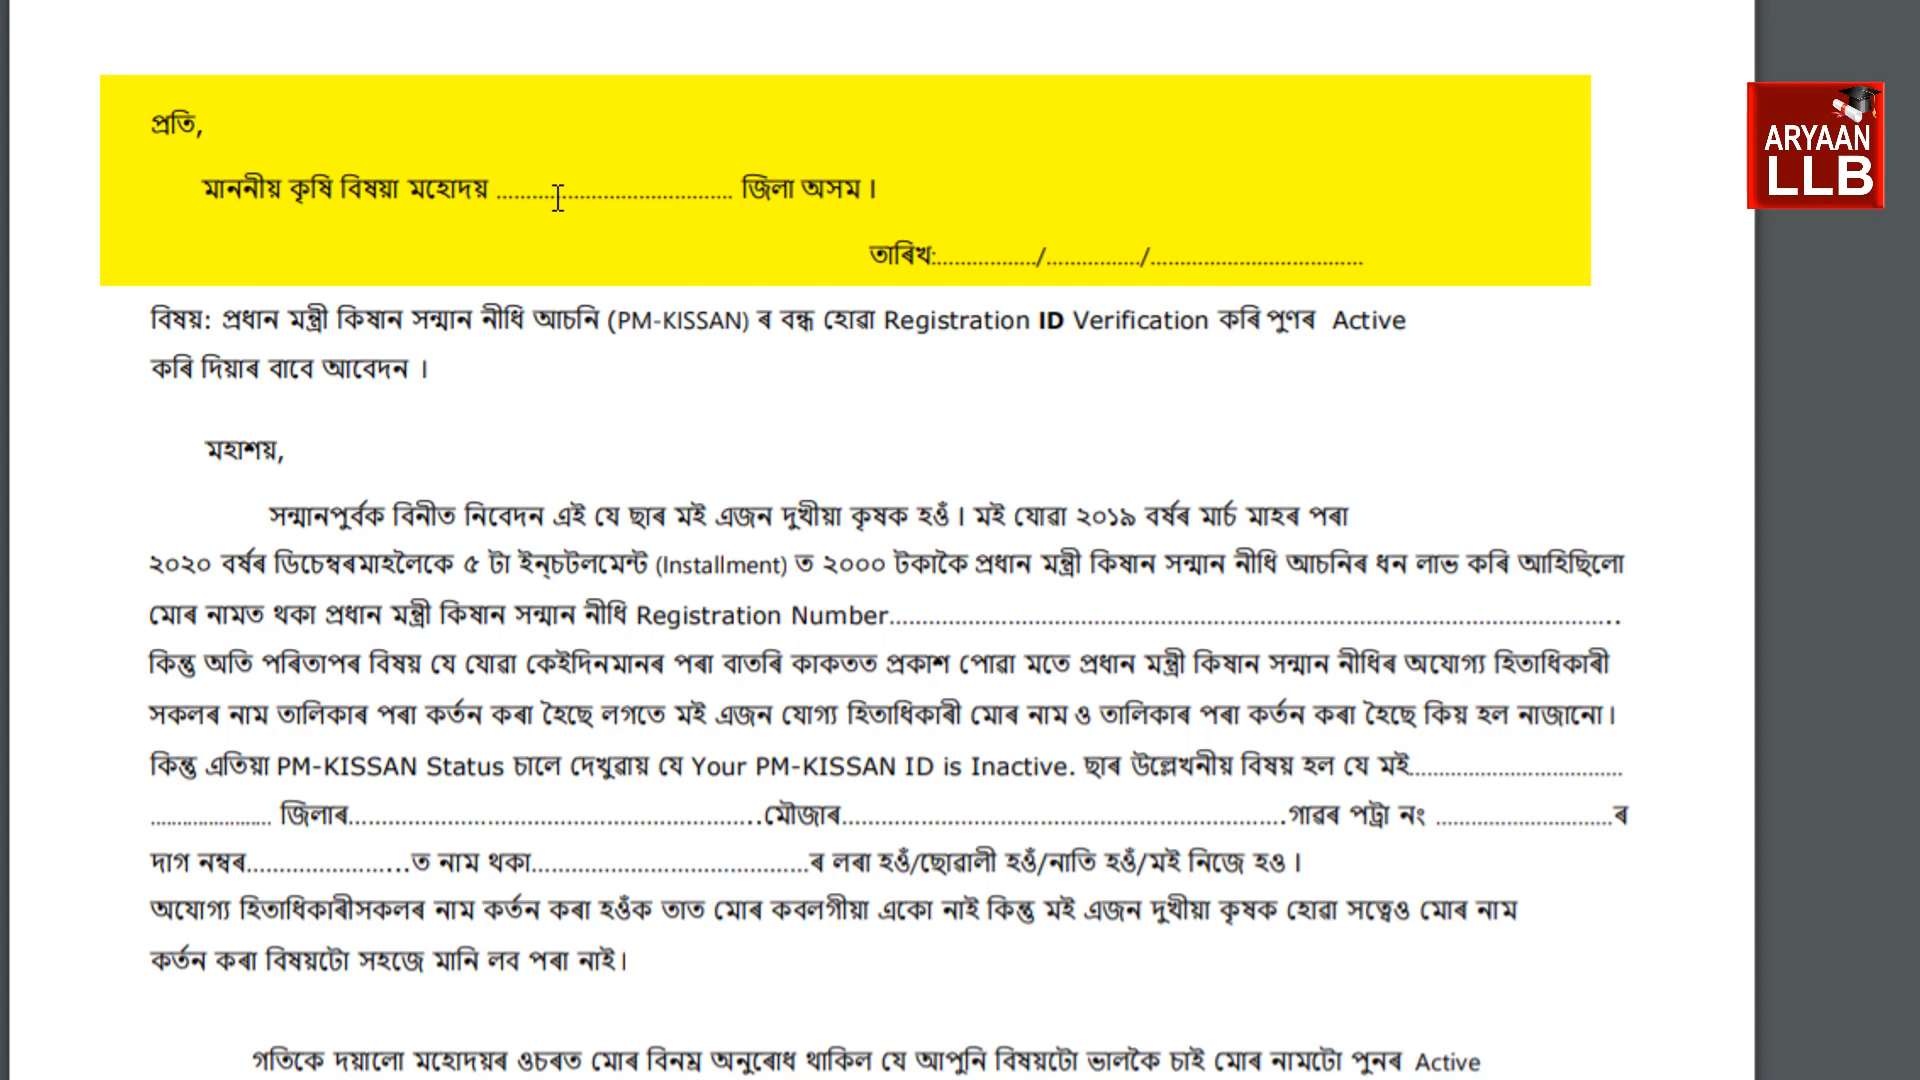 প্ৰতি,
মাননীয় কৃষি বিষয়া মহোদয় ........................................ জিলা অসম ।
তাৰিখ:................./................/....................................
বিষয়: প্ৰধান মন্ত্ৰী কিষান সন্মান নীধি আচনি (PM-KISSAN) ৰ বন্ধ হোৱা Registration ID Verification কৰি পুণৰ Active
কৰি দিয়াৰ বাবে আবেদন ।
মহাশয়,
সন্মানপুৰ্বক বিনীত নিবেদন এই যে ছাৰ মই এজন দুখীয়া কৃষক হওঁ । মই যোৱা ২০১৯ বৰ্ষৰ মাৰ্চ মাহৰ পৰা
২০২০ বৰ্ষৰ ডিচেম্বৰমাহলৈকে ৫ টা ইন্‌চটলমেন্ট (Installment) ত ২০০০ টকাকৈ প্ৰধান মন্ত্ৰী কিষান সন্মান নীধি আচনিৰ ধন লাভ কৰি আহিছিলো
মোৰ নামত থকা প্ৰধান মন্ত্ৰী কিষান সন্মান নীধি Registration Number..............................................................................................................
কিন্তু অতি পৰিতাপৰ বিষয় যে যোৱা কেইদিনমানৰ পৰা বাতৰি কাকতত প্ৰকাশ পোৱা মতে প্ৰধান মন্ত্ৰী কিষান সন্মান নীধিৰ অযোগ্য হিতাধিকাৰী
সকলৰ নাম তালিকাৰ পৰা কৰ্তন কৰা হৈছে লগতে মই এজন যোগ্য হিতাধিকাৰী মোৰ নাম ও তালিকাৰ পৰা কৰ্তন কৰা হৈছে কিয় হল নাজানো ।
কিন্তু এতিয়া PM-KISSAN Status চালে দেখুৱায় যে Your PM-KISSAN ID is Inactive. ছাৰ উল্লেখনীয় বিষয় হল যে মই....................................
........................ জিলাৰ...............................................................মৌজাৰ....................................................................গাৱঁৰ পট্টা নং ..............................ৰ
দাগ নম্বৰ........................ত নাম থকা..........................................ৰ লৰা হওঁ/ছোৱালী হওঁ/নাতি হওঁ/মই নিজে হও ।
অযোগ্য হিতাধিকাৰীসকলৰ নাম কৰ্তন কৰা হওঁক তাত মোৰ কবলগীয়া একো নাই কিন্তু মই এজন দুখীয়া কৃষক হোৱা সত্বেও মোৰ নাম
কৰ্তন কৰা বিষয়টো সহজে মানি লব পৰা নাই ।
গতিকে দয়ালো মহোদয়ৰ ওচৰত মোৰ বিনম্ৰ অনুৰোধ থাকিল যে আপুনি বিষয়টো ভালকৈ চাই মোৰ নামটো পুনৰ Active
ARYAAN
LLB